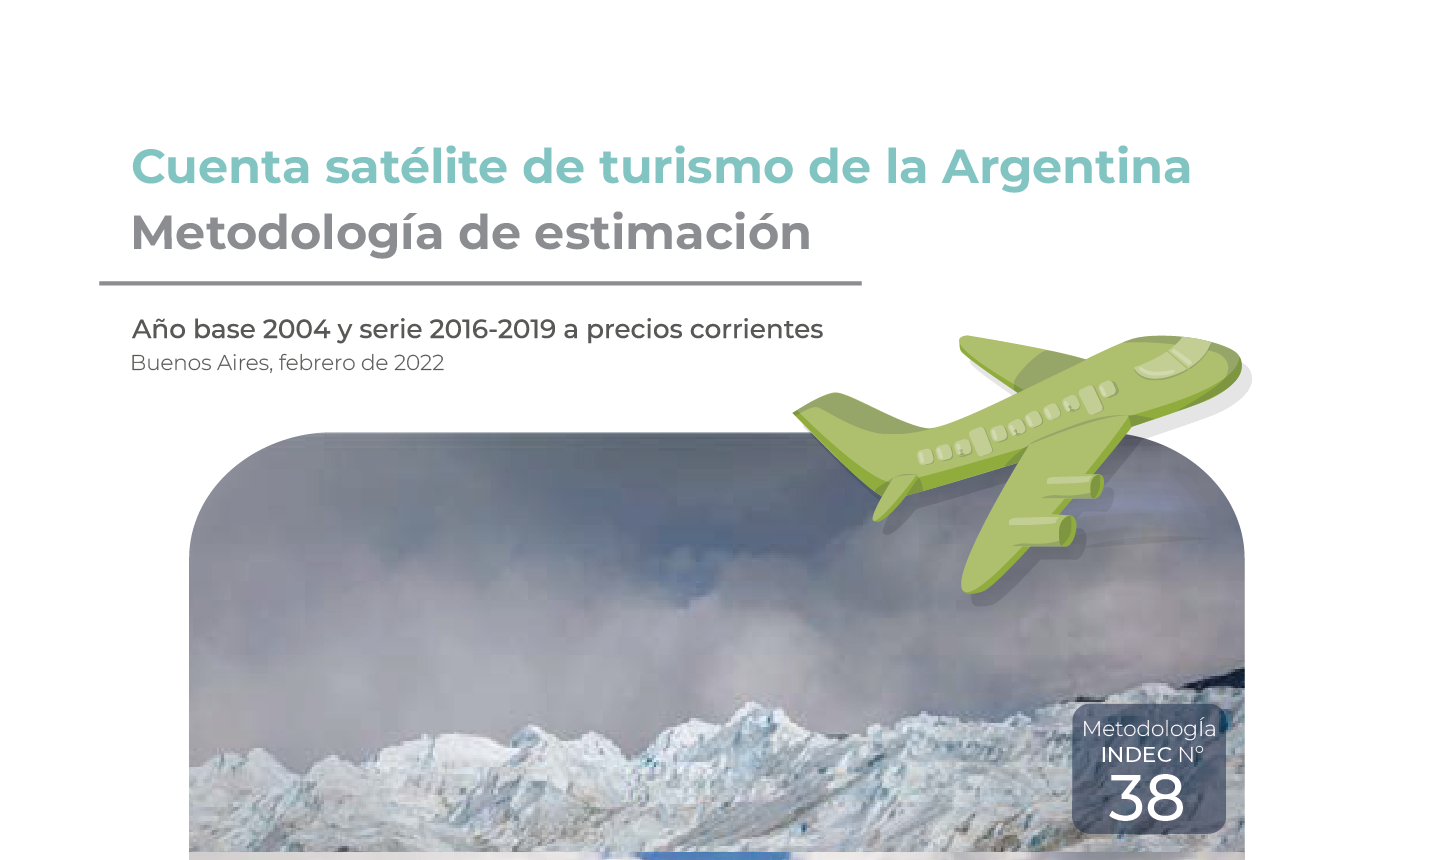 Cuenta satélite de turismo de la Argentina
Metodología de estimación
Año base 2004 y serie 2016-2019 a precios corrientes
Buenos Aires, febrero de 2022
Metodología
INDEC Nº
38